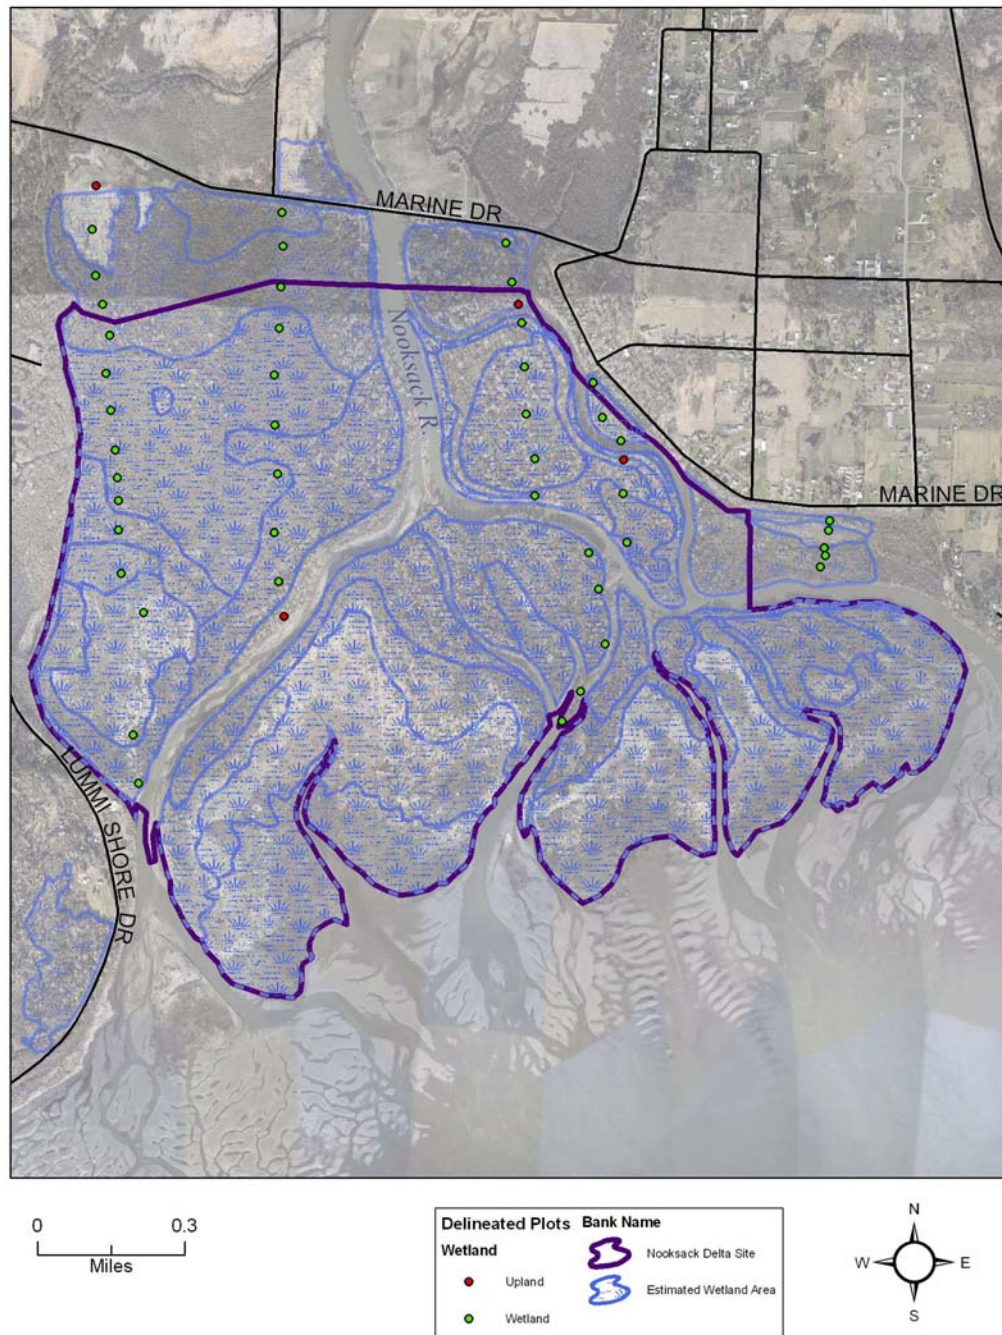 MARINE DR
Nooksack R.
MARINE DR
LUMMI SHORE DR
0 0.3
Miles
Delineated Plots Bank Name
Wetland
Nooksack Delta Site
Upland
Estimated Wetland Area
Wetland
N
W E
S